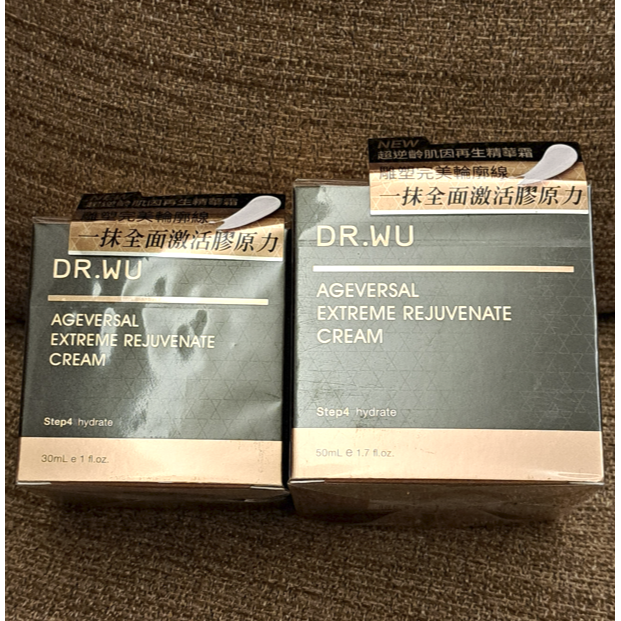 NEW
超逆齡肌因再生精華霜
雕塑完美輪廓線
一抹全面激活膠原力
DR.WU
AGEVERSAL
EXTREME REJUVENATE
CREAM
Step4 hydrate
30mL e 1 fl.oz.
NEW
超逆齡肌因再生精華霜
雕塑完美輪廓線
一抹全面激活膠原力
DR.WU
AGEVERSAL
EXTREME REJUVENATE
CREAM
Step4 hydrate
50mL e 1.7 fl.oz.